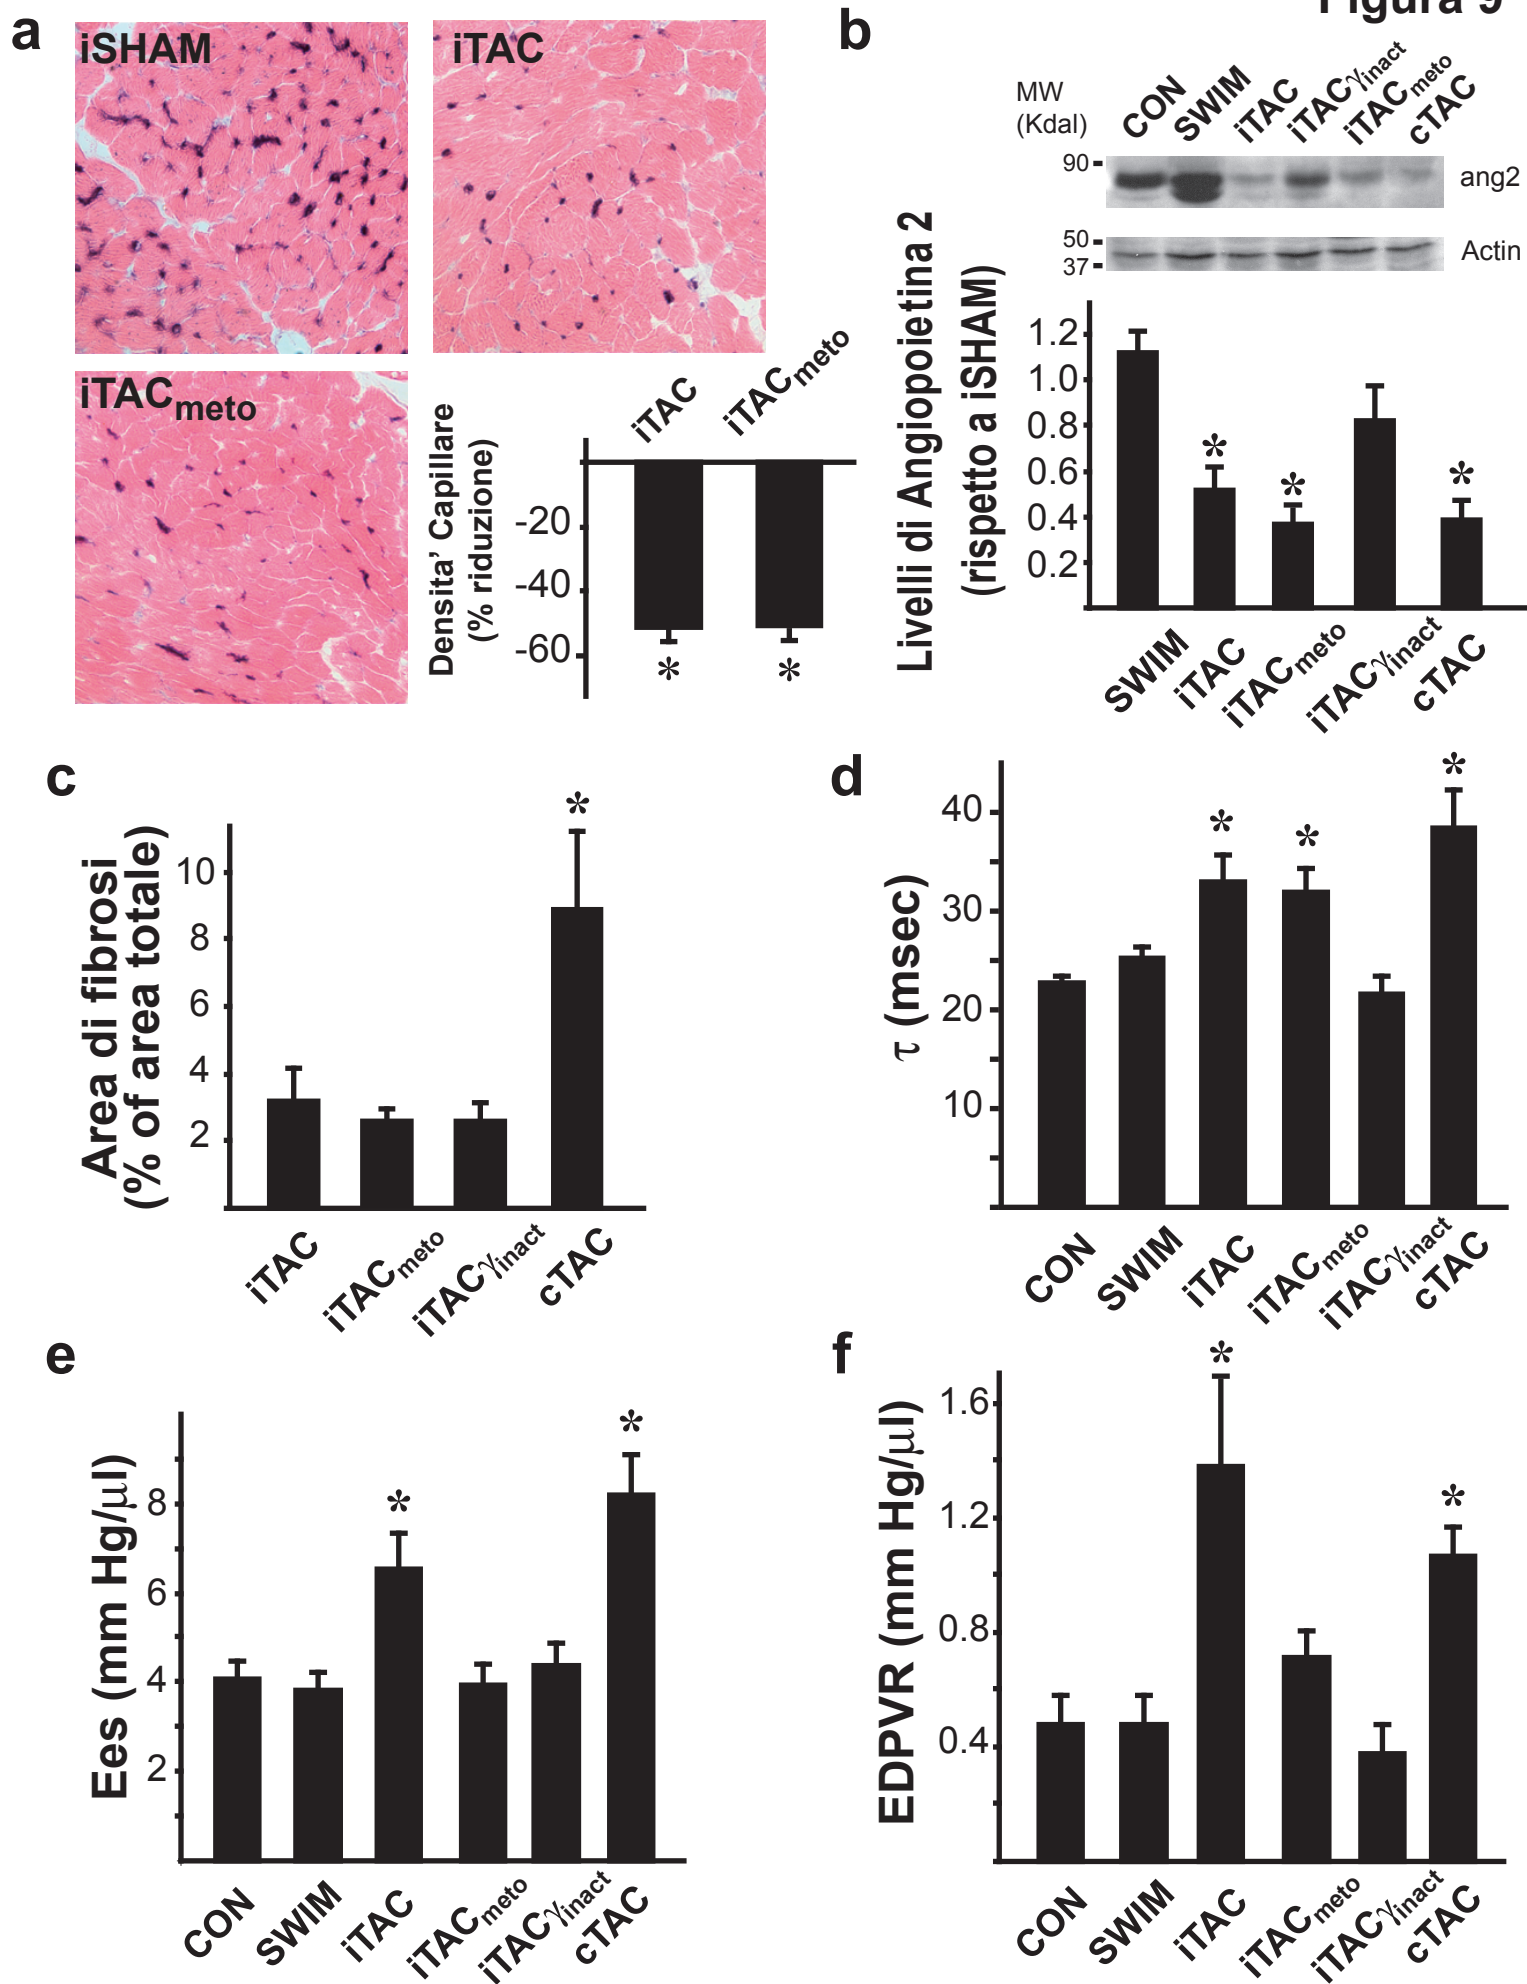 Figura 9
a
iSHAM
iTAC
iTACmeto
Densita' Capillare
(% riduzione)
iTAC
iTACmeto
-20
-40
-60
*
*
b
MW
(Kdal)
CON
SWIM
iTAC
iTACγinact
iTACmeto
cTAC
90
ang2
50
37
Actin
Livelli di Angiopoietina 2
(rispetto a iSHAM)
1.2
1.0
0.8
0.6
0.4
0.2
*
*
*
SWIM
iTAC
iTACmeto
iTACγinact
cTAC
c
Area di fibrosi
(% of area totale)
10
8
6
4
2
*
iTAC
iTACmeto
iTACγinact
cTAC
d
τ (msec)
40
30
20
10
*
*
*
CON
SWIM
iTAC
iTACmeto
iTACγinact
cTAC
e
Ees (mm Hg/μl)
8
6
4
2
*
*
CON
SWIM
iTAC
iTACmeto
iTACγinact
cTAC
f
EDPVR (mm Hg/μl)
1.6
1.2
0.8
0.4
*
*
CON
SWIM
iTAC
iTACmeto
iTACγinact
cTAC